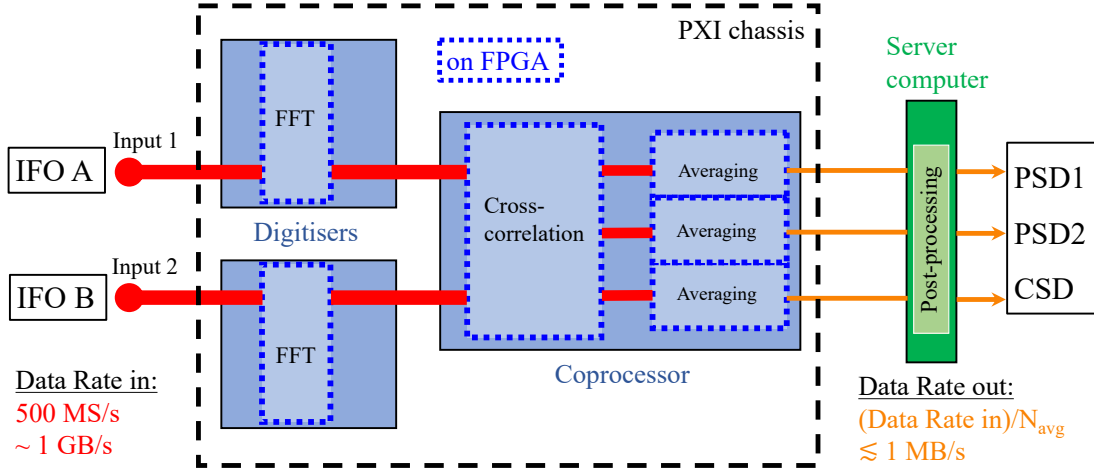 PXI chassis
on FPGA
Server
computer
FFT
Input 1
IFO A
Averaging
PSD1
Digitisers
Cross-
correlation
Averaging
Post-processing
PSD2
Input 2
IFO B
Averaging
CSD
FFT
Coprocessor
Data Rate in:
500 MS/s
~ 1 GB/s
Data Rate out:
(Data Rate in)/N_avg
≲ 1 MB/s